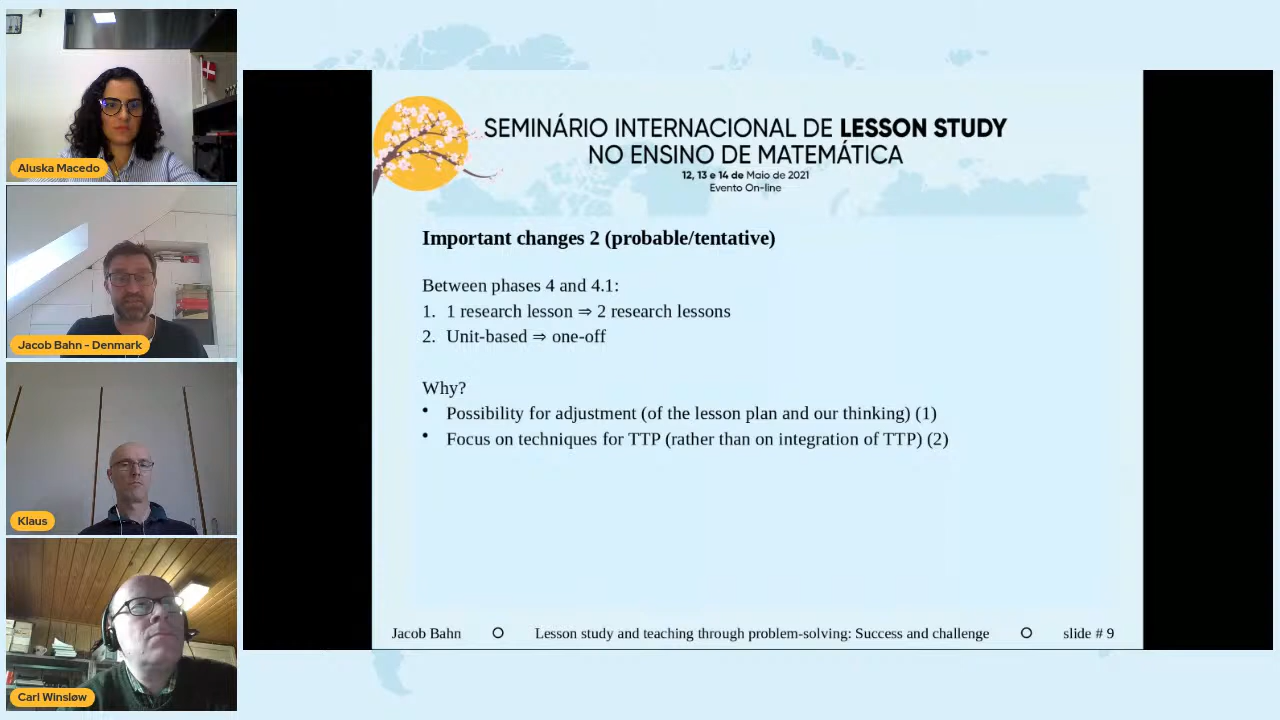 Aluska Macedo
Jacob Bahn - Denmark
Klaus
Carl Winsløw
SEMINÁRIO INTERNACIONAL DE LESSON STUDY
NO ENSINO DE MATEMÁTICA
12, 13 e 14 de Maio de 2021
Evento On-line
Important changes 2 (probable/tentative)
Between phases 4 and 4.1:
1. 1 research lesson ⇒ 2 research lessons
2. Unit-based ⇒ one-off
Why?
• Possibility for adjustment (of the lesson plan and our thinking) (1)
• Focus on techniques for TTP (rather than on integration of TTP) (2)
Jacob Bahn O Lesson study and teaching through problem-solving: Success and challenge O slide # 9